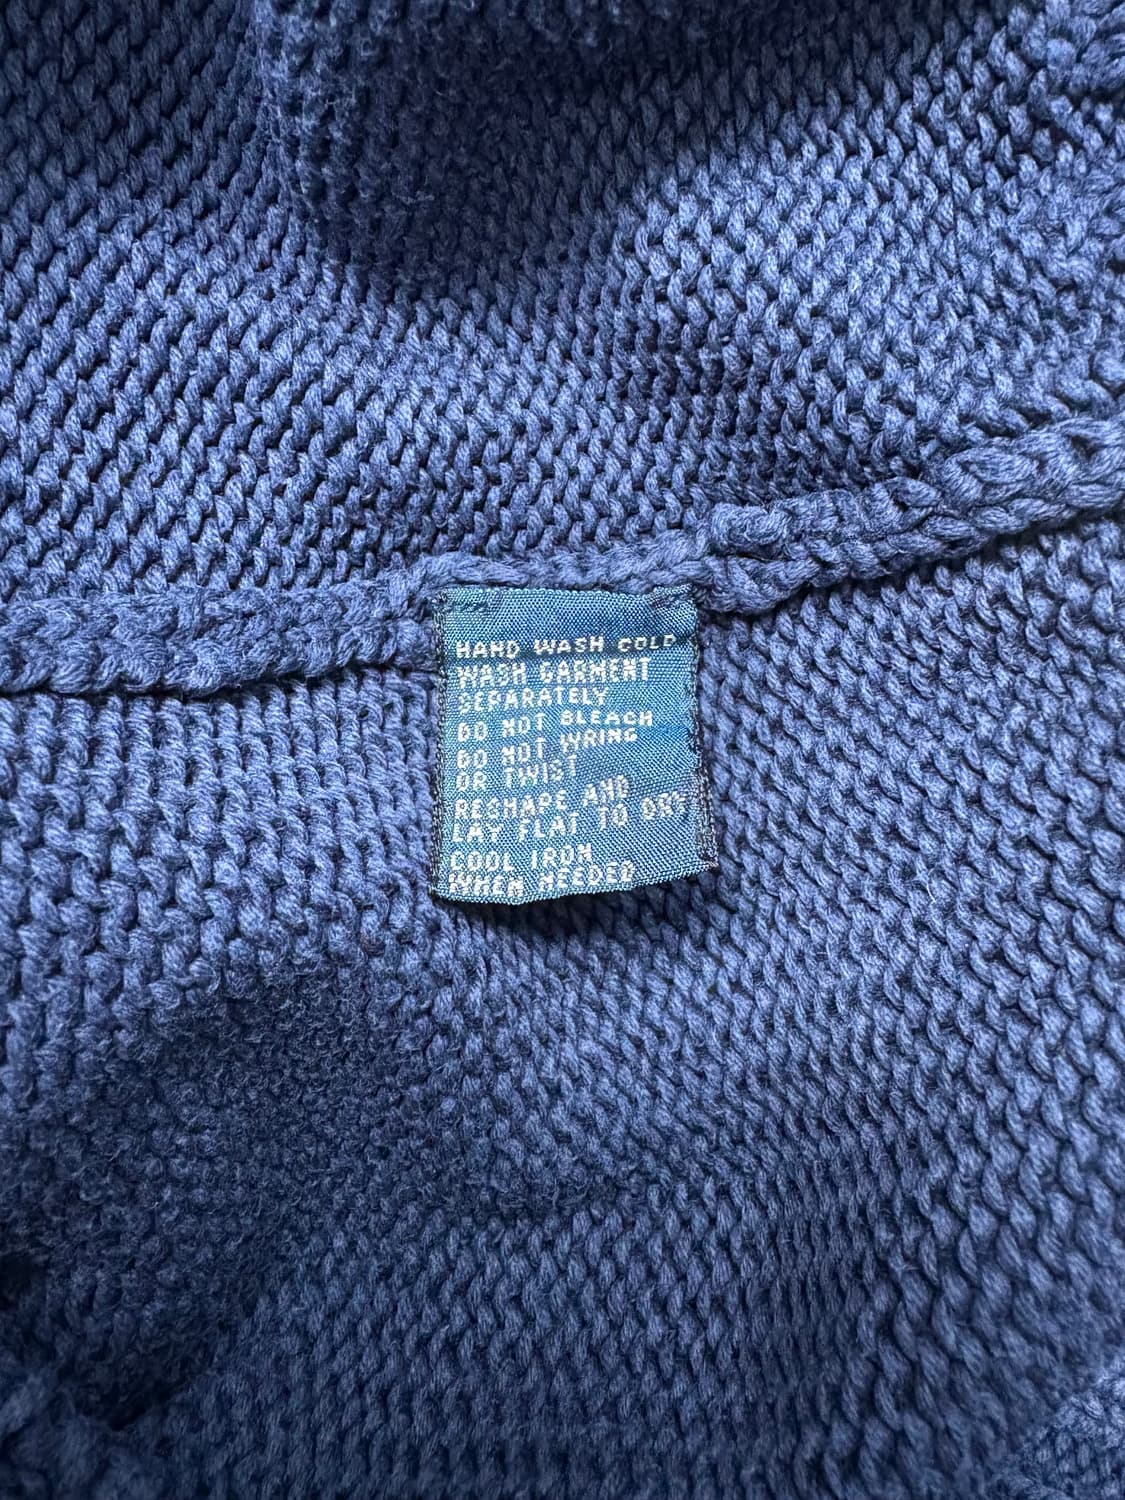 HAND WASH COLD
WASH GARMENT
SEPARATELY
DO NOT BLEACH
DO NOT WRING
OR TWIST
RESHAPE AND
LAY FLAT TO DRY
COOL IRON
WHEN NEEDED